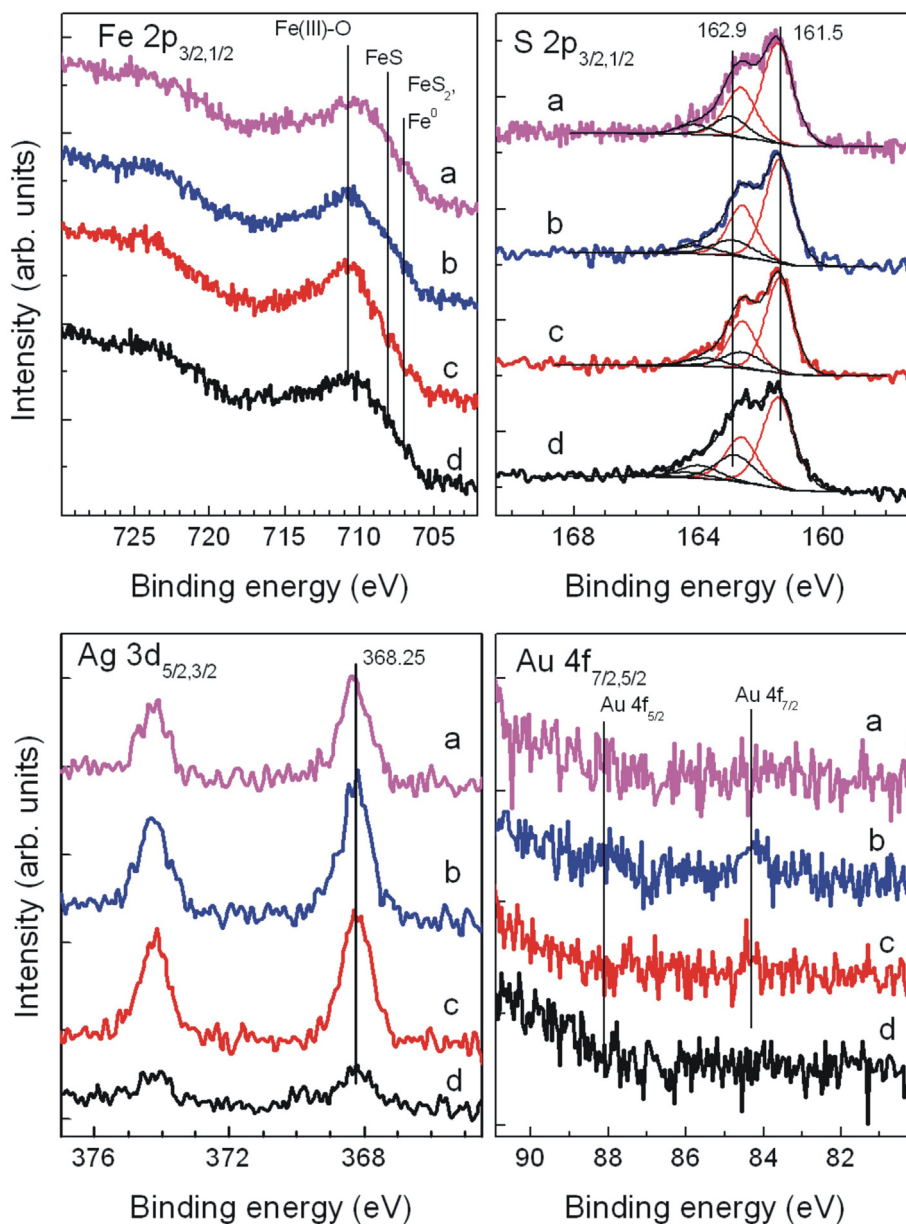 Fe 2p3/2,1/2
Fe(III)-O
FeS
FeS2,
Fe0
a
b
c
d
725 720 715 710 705
Binding energy (eV)
Intensity (arb. units)
S 2p3/2,1/2
162.9
161.5
a
b
c
d
168 164 162 160
Binding energy (eV)
Ag 3d5/2,3/2
368.25
a
b
c
d
376 372 368
Binding energy (eV)
Intensity (arb. units)
Au 4f7/2,5/2
Au 4f5/2
Au 4f7/2
a
b
c
d
90 88 86 84 82
Binding energy (eV)